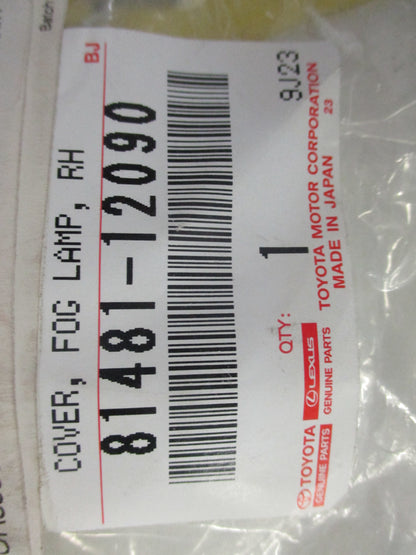 BJ
COVER, FOG LAMP, RH
81481-12090
9J23
QTY: 1
TOYOTA
GENUINE PARTS
LEXUS
GENUINE PARTS
TOYOTA MOTOR CORPORATION
MADE IN JAPAN
23
Batch